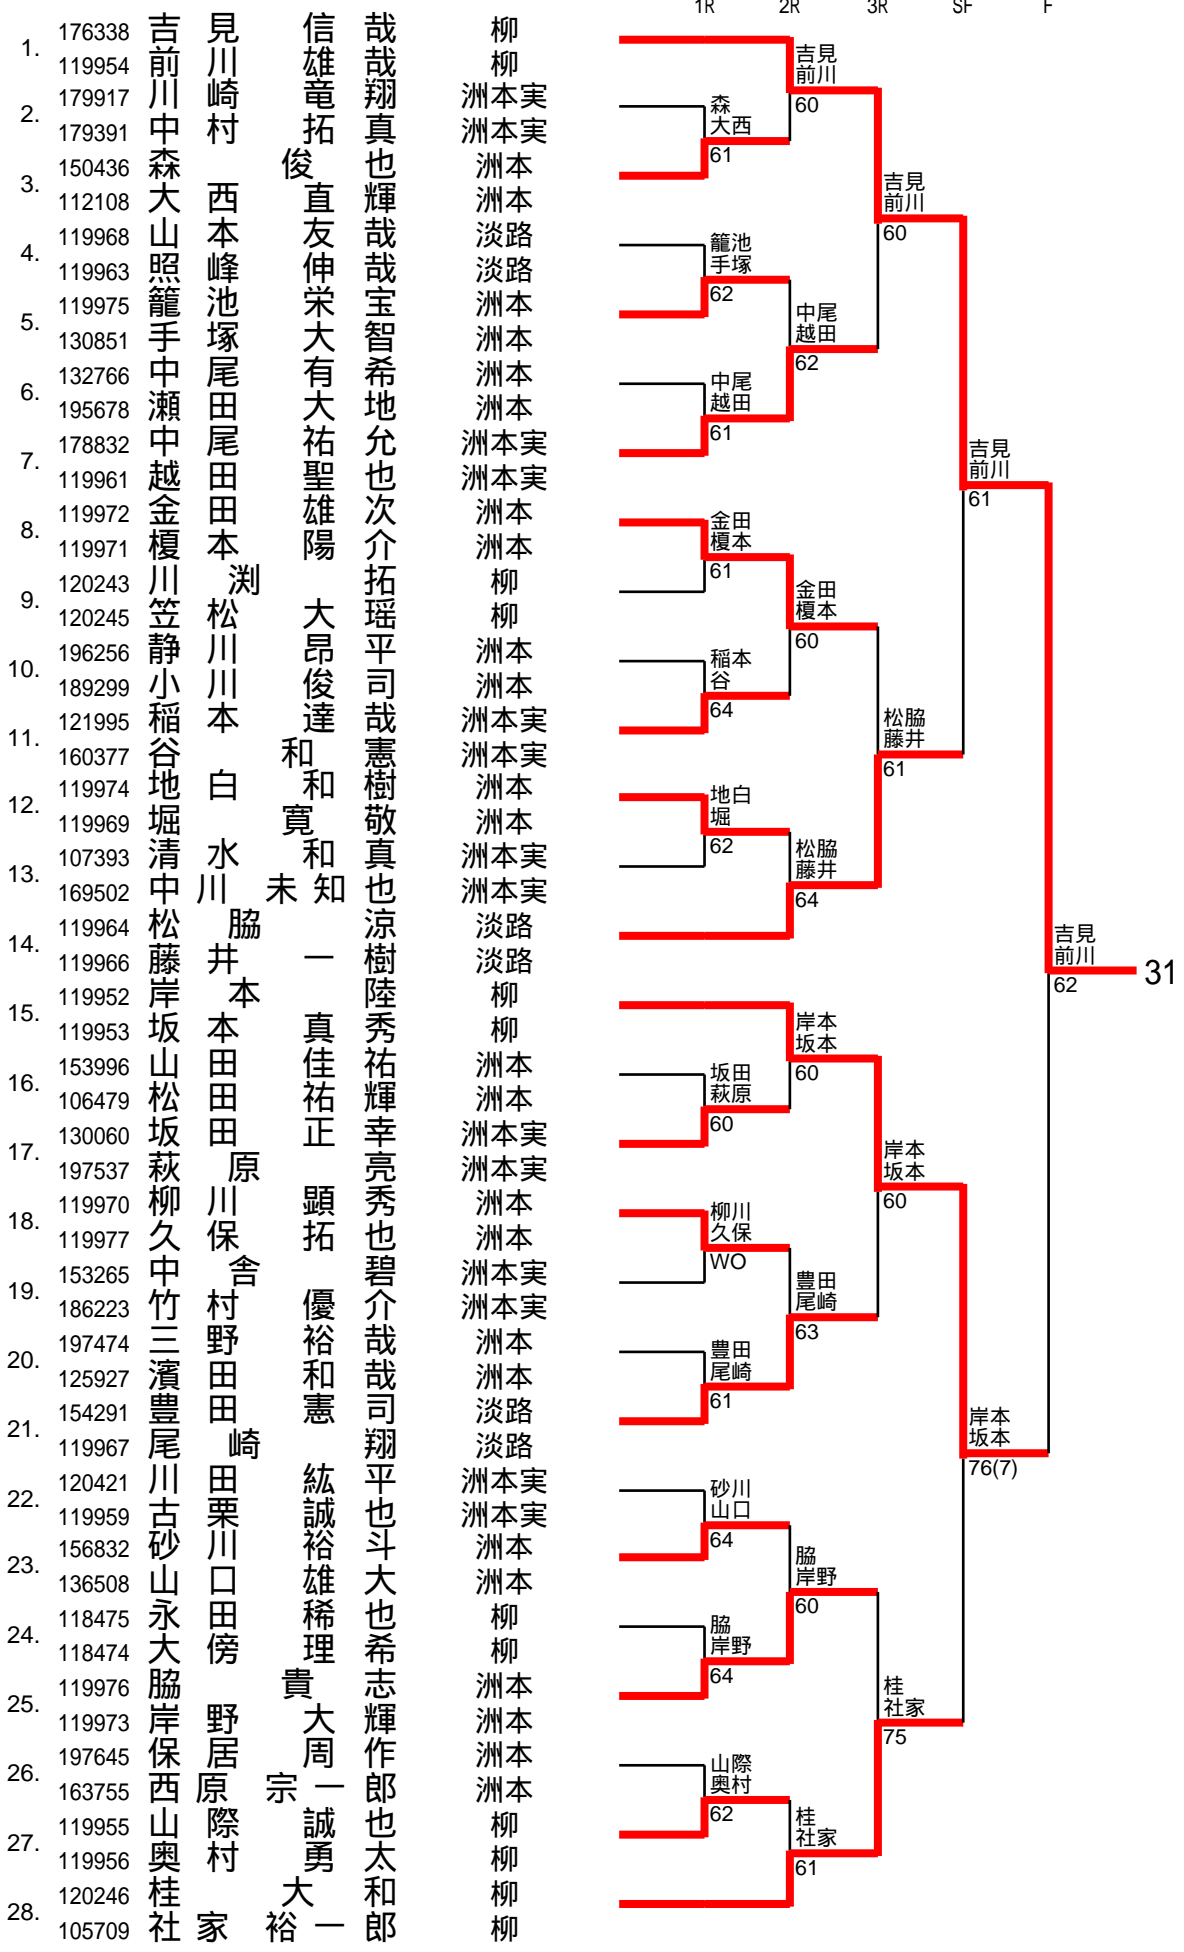 1R 2R 3R SF F
1.
176338 吉見 信哉 柳
119954 前川 雄哉 柳
2.
179917 川崎 竜翔 洲本実
179391 中村 拓真 洲本実
3.
150436 森 俊也 洲本
112108 大西 直輝 洲本
4.
119968 山本 友哉 淡路
119963 照峰 伸哉 淡路
5.
119975 籠池 栄宝 洲本
130851 手塚 大智 洲本
6.
132766 中尾 有希 洲本
195678 瀬田 大地 洲本
7.
178832 中尾 祐允 洲本実
119961 越田 聖也 洲本実
8.
119972 金田 雄次 洲本
119971 榎本 陽介 洲本
9.
120243 川渕 拓 柳
120245 笠松 大瑶 柳
10.
196256 静川 昂平 洲本
189299 小川 俊司 洲本
11.
121995 稲本 達哉 洲本実
160377 谷 和憲 洲本実
12.
119974 地白 和樹 洲本
119969 堀 寛敬 洲本
13.
107393 清水 和真 洲本実
169502 中川 未知也 洲本実
14.
119964 松脇 涼 淡路
119966 藤井 一樹 淡路
15.
119952 岸本 陸 柳
119953 坂本 真秀 柳
16.
153996 山田 佳祐 洲本
106479 松田 祐輝 洲本
17.
130060 坂田 正幸 洲本実
197537 萩原 亮 洲本実
18.
119970 柳川 顕秀 洲本
119977 久保 拓也 洲本
19.
153265 中舎 碧 洲本実
186223 竹村 優介 洲本実
20.
197474 三野 裕哉 洲本
125927 濱田 和哉 洲本
21.
154291 豊田 憲司 淡路
119967 尾崎 翔 淡路
22.
120421 川田 紘平 洲本実
119959 古栗 誠也 洲本実
23.
156832 砂川 裕斗 洲本
136508 山口 雄大 洲本
24.
118475 永田 稀也 柳
118474 大傍 理希 柳
25.
119976 脇 貴志 洲本
119973 岸野 大輝 洲本
26.
197645 保居 周作 洲本
163755 西原 宗一郎 洲本
27.
119955 山際 誠也 柳
119956 奥村 勇太 柳
28.
120246 桂 大和 柳
105709 社家 裕一郎 柳
森
大西
61
籠池
手塚
62
中尾
越田
61
金田
榎本
61
稲本
谷
64
地白
堀
62
坂田
萩原
60
柳川
久保
WO
豊田
尾崎
61
砂川
山口
64
脇
岸野
64
山際
奥村
62
吉見
前川
60
中尾
越田
62
金田
榎本
60
松脇
藤井
64
岸本
坂本
60
豊田
尾崎
63
脇
岸野
60
桂
社家
61
吉見
前川
60
松脇
藤井
61
岸本
坂本
60
桂
社家
75
吉見
前川
61
岸本
坂本
76(7)
吉見
前川
62
31